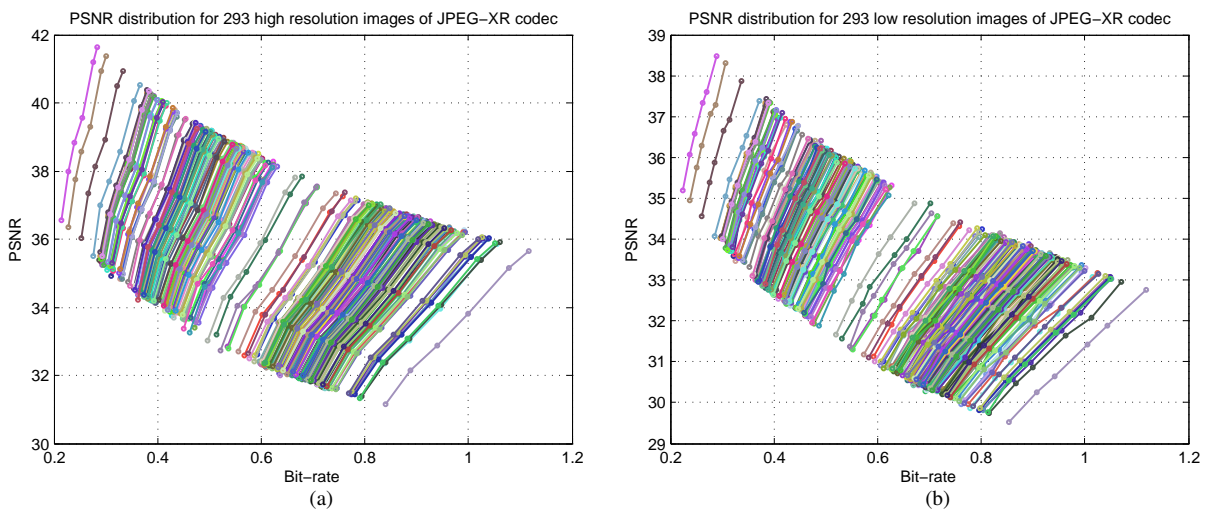 PSNR distribution for 293 high resolution images of JPEG−XR codec
42
40
38
36
34
32
30
PSNR
0.2 0.4 0.6 0.8 1 1.2
Bit−rate
(a)
PSNR distribution for 293 low resolution images of JPEG−XR codec
39
38
37
36
35
34
33
32
31
30
29
PSNR
0.2 0.4 0.6 0.8 1 1.2
Bit−rate
(b)